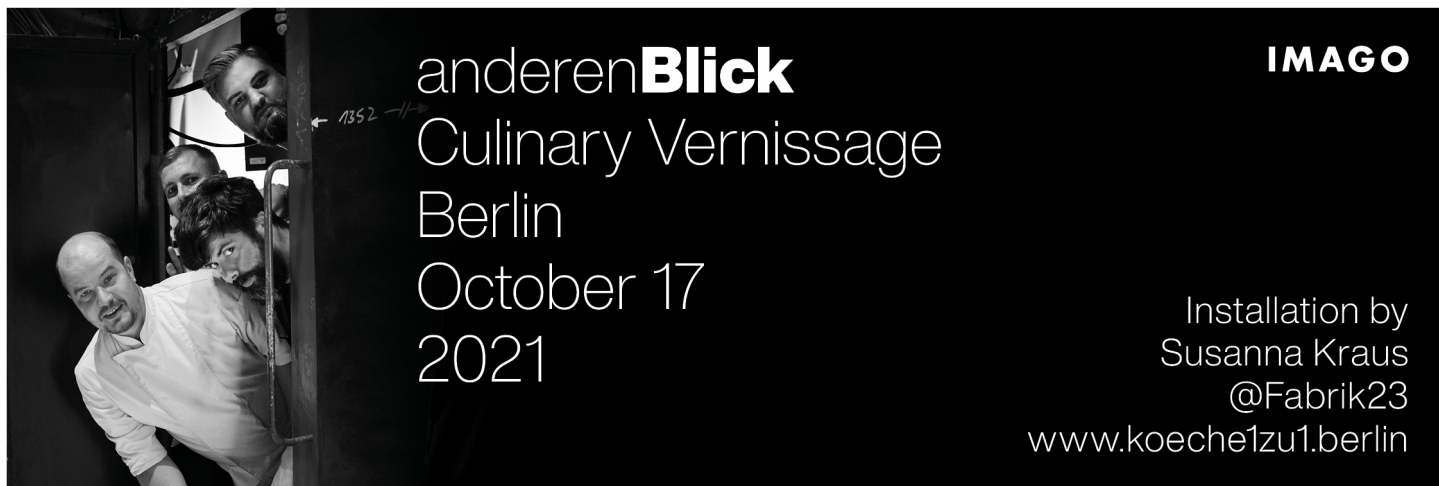 anderenBlick
Culinary Vernissage
Berlin
October 17
2021
IMAGO
1352
Installation by
Susanna Kraus
@Fabrik23
www.koeche1zu1.berlin